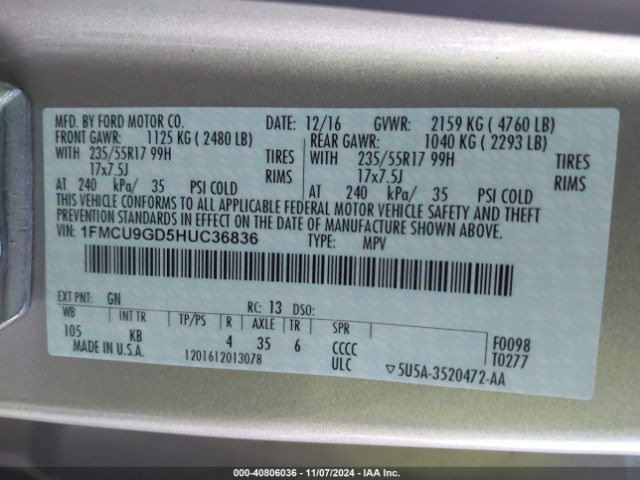 MFD. BY FORD MOTOR CO. DATE: 12/16 GVWR: 2159 KG ( 4760 LB)
FRONT GAWR: 1125 KG ( 2480 LB) REAR GAWR: 1040 KG ( 2293 LB)
WITH 235/55R17 99H TIRES WITH 235/55R17 99H TIRES
17x7.5J RIMS 17x7.5J RIMS
AT 240 kPa/ 35 PSI COLD AT 240 kPa/ 35 PSI COLD
THIS VEHICLE CONFORMS TO ALL APPLICABLE FEDERAL MOTOR VEHICLE SAFETY AND THEFT
PREVENTION STANDARDS IN EFFECT ON THE DATE OF MANUFACTURE SHOWN ABOVE.
VIN: 1FMCU9GD5HUC36836 TYPE: MPV
EXT PNT: GN RC: 13 DSO:
WB INT TR TP/PS R AXLE TR SPR
105 KB 4 35 6 CCCC F0098
MADE IN U.S.A. 1201612013078 ULC T0277
▽5U5A-3520472-AA
000-40806036 - 11/07/2024 - IAA Inc.